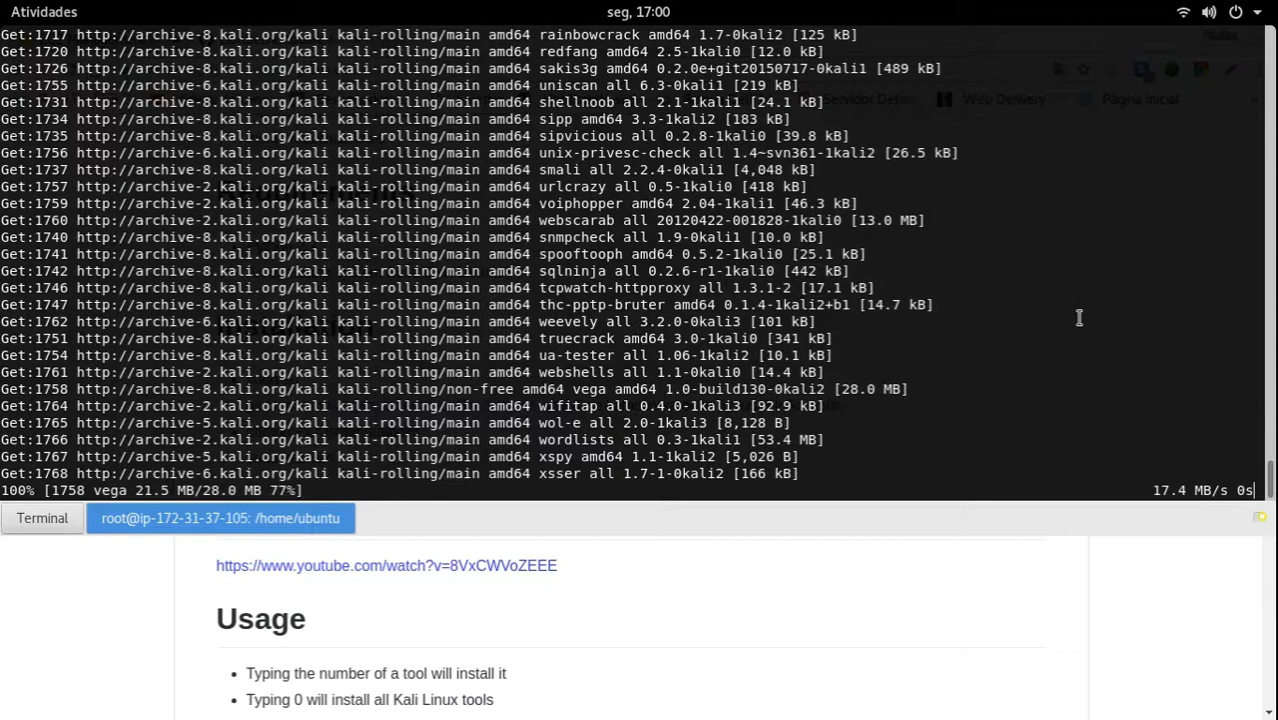 Atividades
seg, 17:00
Get:1717 http://archive-8.kali.org/kali kali-rolling/main amd64 rainbowcrack amd64 1.7-0kali2 [125 kB]
Get:1720 http://archive-8.kali.org/kali kali-rolling/main amd64 redfang amd64 2.5-1kali0 [12.0 kB]
Get:1726 http://archive-8.kali.org/kali kali-rolling/main amd64 sakis3g amd64 0.2.0e+git20150717-0kali1 [489 kB]
Get:1755 http://archive-6.kali.org/kali kali-rolling/main amd64 uniscan all 6.3-0kali1 [219 kB]
Get:1731 http://archive-8.kali.org/kali kali-rolling/main amd64 shellnoob all 2.1-1kali1 [24.1 kB]
Servidor Deb
Web Delivery
Página Inicial
Get:1734 http://archive-8.kali.org/kali kali-rolling/main amd64 sipp amd64 3.3-1kali2 [183 kB]
Get:1735 http://archive-8.kali.org/kali kali-rolling/main amd64 sipvicious all 0.2.8-1kali0 [39.8 kB]
Get:1756 http://archive-6.kali.org/kali kali-rolling/main amd64 unix-privesc-check all 1.4~svn361-1kali2 [26.5 kB]
Get:1737 http://archive-8.kali.org/kali kali-rolling/main amd64 smali all 2.2.4-0kali1 [4,048 kB]
Get:1757 http://archive-2.kali.org/kali kali-rolling/main amd64 urlcrazy all 0.5-1kali0 [418 kB]
Get:1759 http://archive-2.kali.org/kali kali-rolling/main amd64 voiphopper amd64 2.04-1kali1 [46.3 kB]
Get:1760 http://archive-2.kali.org/kali kali-rolling/main amd64 webscarab all 20120422-001828-1kali0 [13.0 MB]
Get:1740 http://archive-8.kali.org/kali kali-rolling/main amd64 snmpcheck all 1.9-0kali1 [10.0 kB]
Get:1741 http://archive-8.kali.org/kali kali-rolling/main amd64 spooftooph amd64 0.5.2-1kali0 [25.1 kB]
Get:1742 http://archive-8.kali.org/kali kali-rolling/main amd64 sqlninja all 0.2.6-r1-1kali0 [442 kB]
Get:1746 http://archive-8.kali.org/kali kali-rolling/main amd64 tcpwatch-httpproxy all 1.3.1-2 [17.1 kB]
Get:1747 http://archive-8.kali.org/kali kali-rolling/main amd64 thc-pptp-bruter amd64 0.1.4-1kali2+b1 [14.7 kB]
Get:1762 http://archive-6.kali.org/kali kali-rolling/main amd64 weevely all 3.2.0-0kali3 [101 kB]
Get:1751 http://archive-8.kali.org/kali kali-rolling/main amd64 truecrack amd64 3.0-1kali0 [341 kB]
Get:1754 http://archive-8.kali.org/kali kali-rolling/main amd64 ua-tester all 1.06-1kali2 [10.1 kB]
Get:1761 http://archive-2.kali.org/kali kali-rolling/main amd64 webshells all 1.1-0kali0 [14.4 kB]
Get:1758 http://archive-8.kali.org/kali kali-rolling/non-free amd64 vega amd64 1.0-build130-0kali2 [28.0 MB]
Get:1764 http://archive-2.kali.org/kali kali-rolling/main amd64 wifitap all 0.4.0-1kali3 [92.9 kB]
Get:1765 http://archive-5.kali.org/kali kali-rolling/main amd64 wol-e all 2.0-1kali3 [8,128 B]
Get:1766 http://archive-2.kali.org/kali kali-rolling/main amd64 wordlists all 0.3-1kali1 [53.4 MB]
Get:1767 http://archive-5.kali.org/kali kali-rolling/main amd64 xspy amd64 1.1-1kali2 [5,026 B]
Get:1768 http://archive-6.kali.org/kali kali-rolling/main amd64 xsser all 1.7-1-0kali2 [166 kB]
100% [1758 vega 21.5 MB/28.0 MB 77%]
17.4 MB/s 0s
Terminal
root@ip-172-31-37-105: /home/ubuntu
https://www.youtube.com/watch?v=8VxCWVoZEEE
Usage
• Typing the number of a tool will install it
• Typing 0 will install all Kali Linux tools